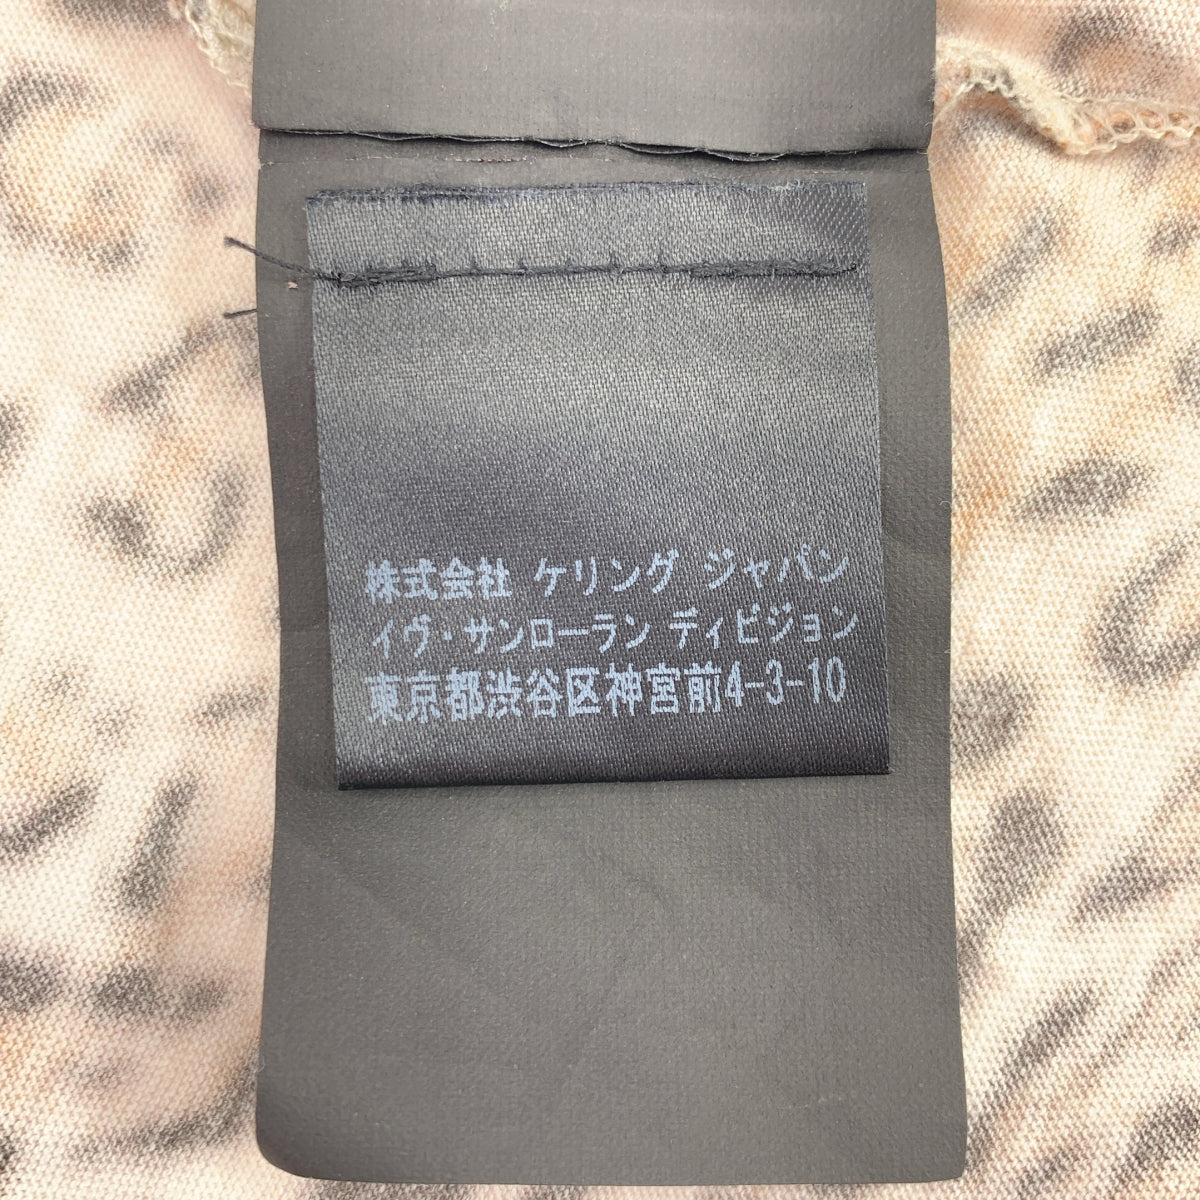 株式会社 ケリング ジャパン
イヴ・サンローラン ディビジョン
東京都渋谷区神宮前4-3-10